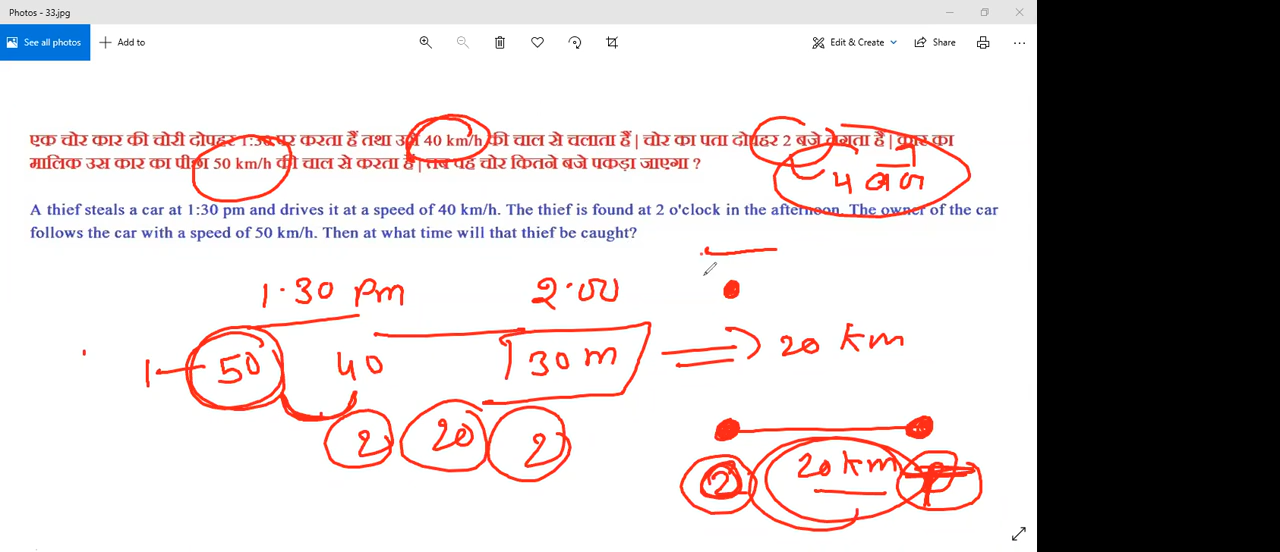 Photos - 33.jpg
See all photos + Add to Edit & Create Share
एक चोर कार की चोरी दोपहर 1:30 पर करता हैं तथा उसे 40 km/h की चाल से चलाता हैं | चोर का पता दोपहर 2 बजे लगता हैं | कार का
मालिक उस कार का पीछा 50 km/h की चाल से करता हैं | तब वह चोर कितने बजे पकड़ा जाएगा ?
4 बजे
A thief steals a car at 1:30 pm and drives it at a speed of 40 km/h. The thief is found at 2 o'clock in the afternoon. The owner of the car
follows the car with a speed of 50 km/h. Then at what time will that thief be caught?
1.30 pm 2.00
50 40 30 m 20 km
2 20 2
2 20 km